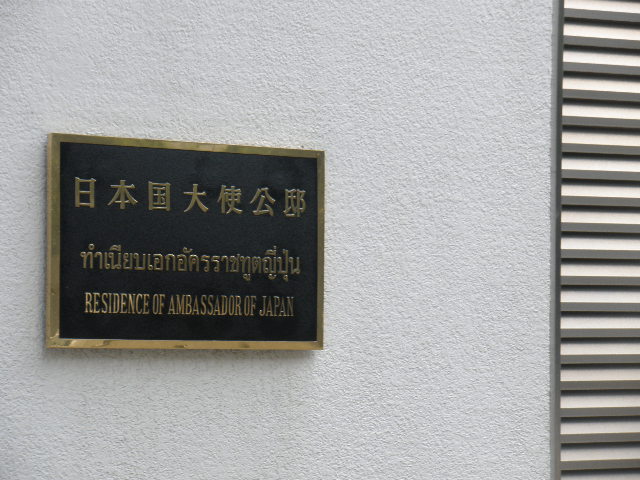 日本国大使公邸
ทำเนียบเอกอัครราชทูตญี่ปุ่น
RESIDENCE OF AMBASSADOR OF JAPAN